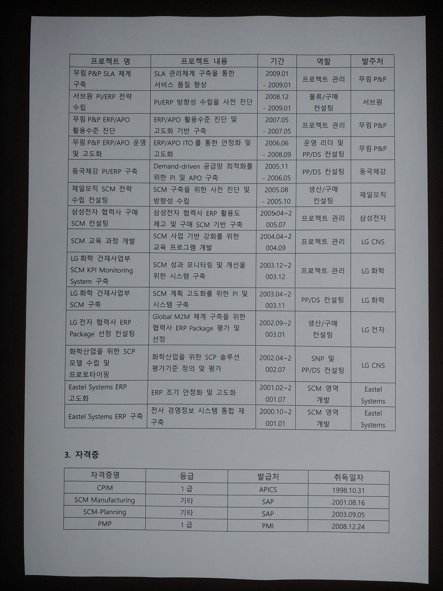 프로젝트 명 프로젝트 내용 기간 역할 발주처
무림 P&P SLA 체계 구축 SLA 관리체계 구축을 통한 서비스 품질 향상 2009.01 - 2009.01 프로젝트 관리 무림 P&P
서브원 PI/ERP 전략 수립 PI/ERP 방향성 수립을 사전 진단 2008.12 - 2009.01 물류/구매 컨설팅 서브원
무림 P&P ERP/APO 활용수준 진단 ERP/APO 활용수준 진단 및 고도화 기반 구축 2007.05 - 2007.05 프로젝트 관리 무림 P&P
무림 P&P ERP/APO 운영 및 고도화 ERP/APO ITO 를 통한 안정화 및 고도화 2006.06 - 2008.09 운영 리더 및 PP/DS 컨설팅 무림 P&P
동국제강 PI/ERP 구축 Demand-driven 공급망 최적화를 위한 PI 및 APO 구축 2005.11 - 2006.05 PP/DS 컨설팅 동국제강
제일모직 SCM 전략 수립 컨설팅 SCM 구축을 위한 사전 진단 및 방향성 수립 2005.08 - 2005.10 생산/구매 컨설팅 제일모직
삼성전자 협력사 구매 SCM 컨설팅 삼성전자 협력사 ERP 활용도 제고 및 구매 SCM 기반 구축 2005.04~2005.07 프로젝트 관리 삼성전자
SCM 교육 과정 개발 SCM 사업 기반 강화를 위한 교육 프로그램 개발 2004.04~2004.09 프로젝트 관리 LG CNS
LG 화학 건재사업부 SCM KPI Monitoring System 구축 SCM 성과 모니터링 및 개선을 위한 시스템 구축 2003.12~2003.12 프로젝트 관리 LG 화학
LG 화학 건재사업부 SCM 구축 SCM 계획 고도화를 위한 PI 및 시스템 구축 2003.04~2003.11 PP/DS 컨설팅 LG 화학
LG 전자 협력사 ERP Package 선정 컨설팅 Global M2M 체계 구축을 위한 협력사 ERP Package 평가 및 선정 2002.09~2003.01 생산/구매 컨설팅 LG 전자
화학산업을 위한 SCP 모델 수립 및 프로토타이핑 화학산업을 위한 SCP 솔루션 평가기준 정의 및 평가 2002.04~2002.07 SNP 및 PP/DS 컨설팅 LG CNS
Eastel Systems ERP 고도화 ERP 조기 안정화 및 고도화 2001.02~2001.07 SCM 영역 개발 Eastel Systems
Eastel Systems ERP 구축 전사 경영정보 시스템 통합 재구축 2000.10~2001.01 SCM 영역 개발 Eastel Systems
3. 자격증
자격증명 등급 발급처 취득일자
CPIM 1 급 APICS 1998.10.31
SCM Manufacturing 기타 SAP 2001.08.16
SCM-Planning 기타 SAP 2003.09.05
PMP 1 급 PMI 2008.12.24